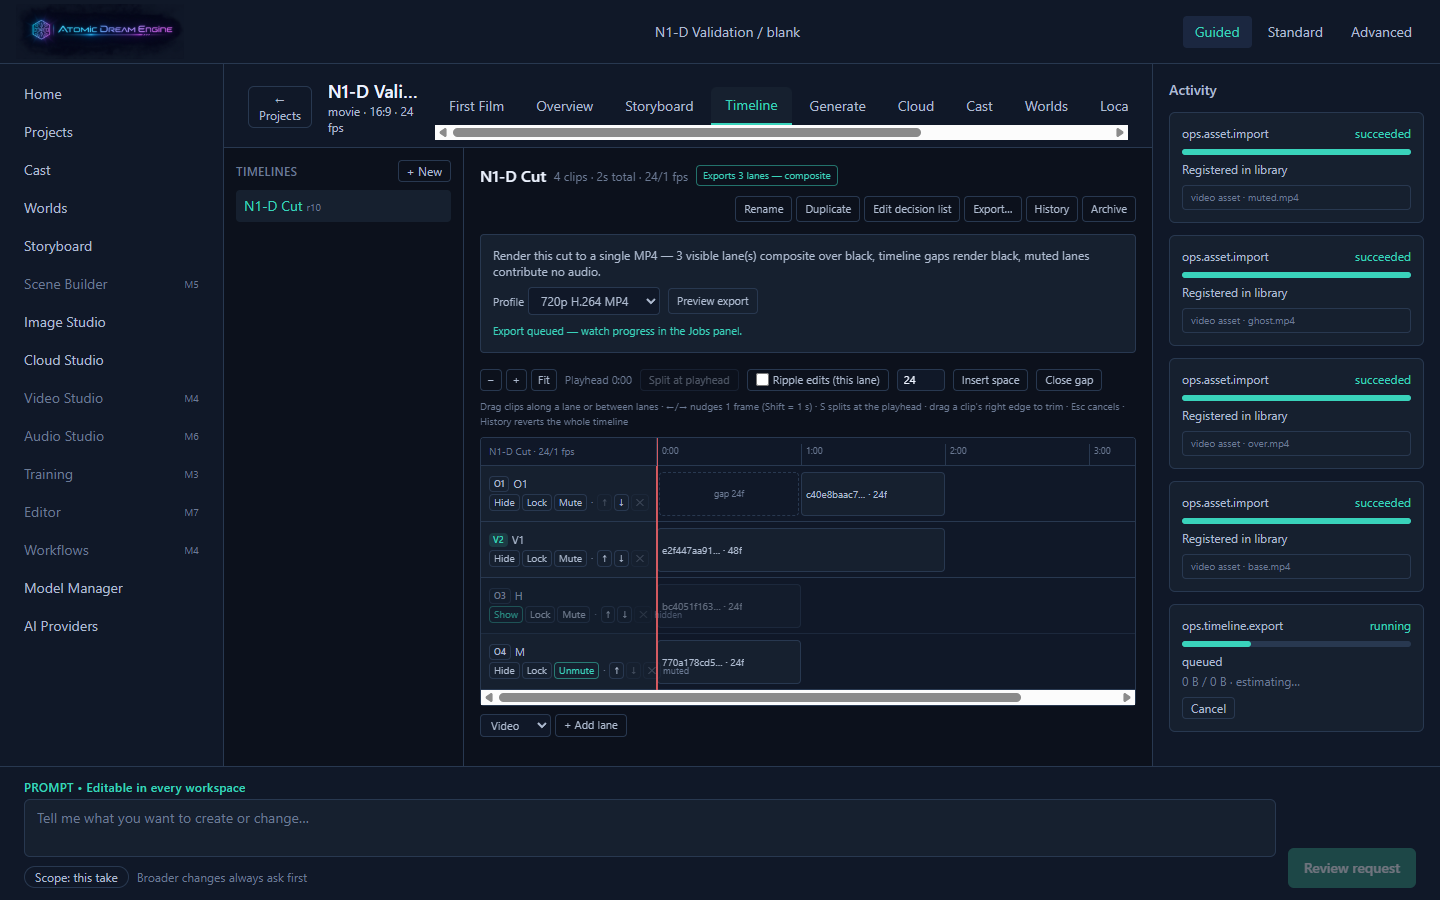 ATOMIC DREAM ENGINE
N1-D Validation / blank
Guided
Standard
Advanced
Home
Projects
Cast
Worlds
Storyboard
Scene Builder M5
Image Studio
Cloud Studio
Video Studio M4
Audio Studio M6
Training M3
Editor M7
Workflows M4
Model Manager
AI Providers
←
Projects
N1-D Vali...
movie · 16:9 · 24
fps
First Film
Overview
Storyboard
Timeline
Generate
Cloud
Cast
Worlds
Loca
TIMELINES
+ New
N1-D Cut r10
N1-D Cut 4 clips · 2s total · 24/1 fps Exports 3 lanes — composite
Rename
Duplicate
Edit decision list
Export...
History
Archive
Render this cut to a single MP4 — 3 visible lane(s) composite over black, timeline gaps render black, muted lanes
contribute no audio.
Profile 720p H.264 MP4 Preview export
Export queued — watch progress in the Jobs panel.
− + Fit Playhead 0:00 Split at playhead Ripple edits (this lane) 24 Insert space Close gap
Drag clips along a lane or between lanes · ←/→ nudges 1 frame (Shift = 1 s) · S splits at the playhead · drag a clip's right edge to trim · Esc cancels ·
History reverts the whole timeline
N1-D Cut · 24/1 fps 0:00 1:00 2:00 3:00
O1 O1
Hide Lock Mute · ↑ ↓ ✕
gap 24f
c40e8baac7... · 24f
V2 V1
Hide Lock Mute · ↑ ↓ ✕
e2f447aa91... · 48f
O3 H
Show Lock Mute · ↑ ↓ ✕ hidden
bc4051f163... · 24f
O4 M
Hide Lock Unmute · ↑ ↓ ✕ muted
770a178cd5... · 24f
Video + Add lane
Activity
ops.asset.import succeeded
Registered in library
video asset · muted.mp4
ops.asset.import succeeded
Registered in library
video asset · ghost.mp4
ops.asset.import succeeded
Registered in library
video asset · over.mp4
ops.asset.import succeeded
Registered in library
video asset · base.mp4
ops.timeline.export running
queued
0 B / 0 B · estimating...
Cancel
PROMPT • Editable in every workspace
Tell me what you want to create or change...
Scope: this take Broader changes always ask first
Review request